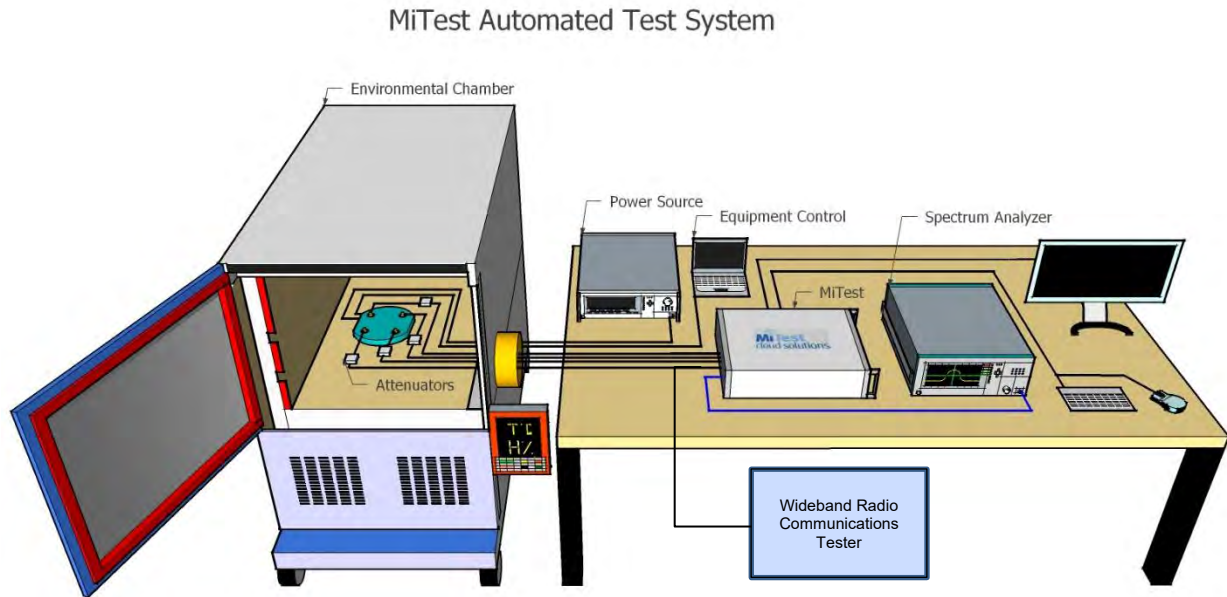 MiTest Automated Test System
Environmental Chamber
Power Source
Equipment Control
Spectrum Analyzer
MiTest
MiTest
cloud solutions
Attenuators
T°C
H%
Wideband Radio
Communications
Tester